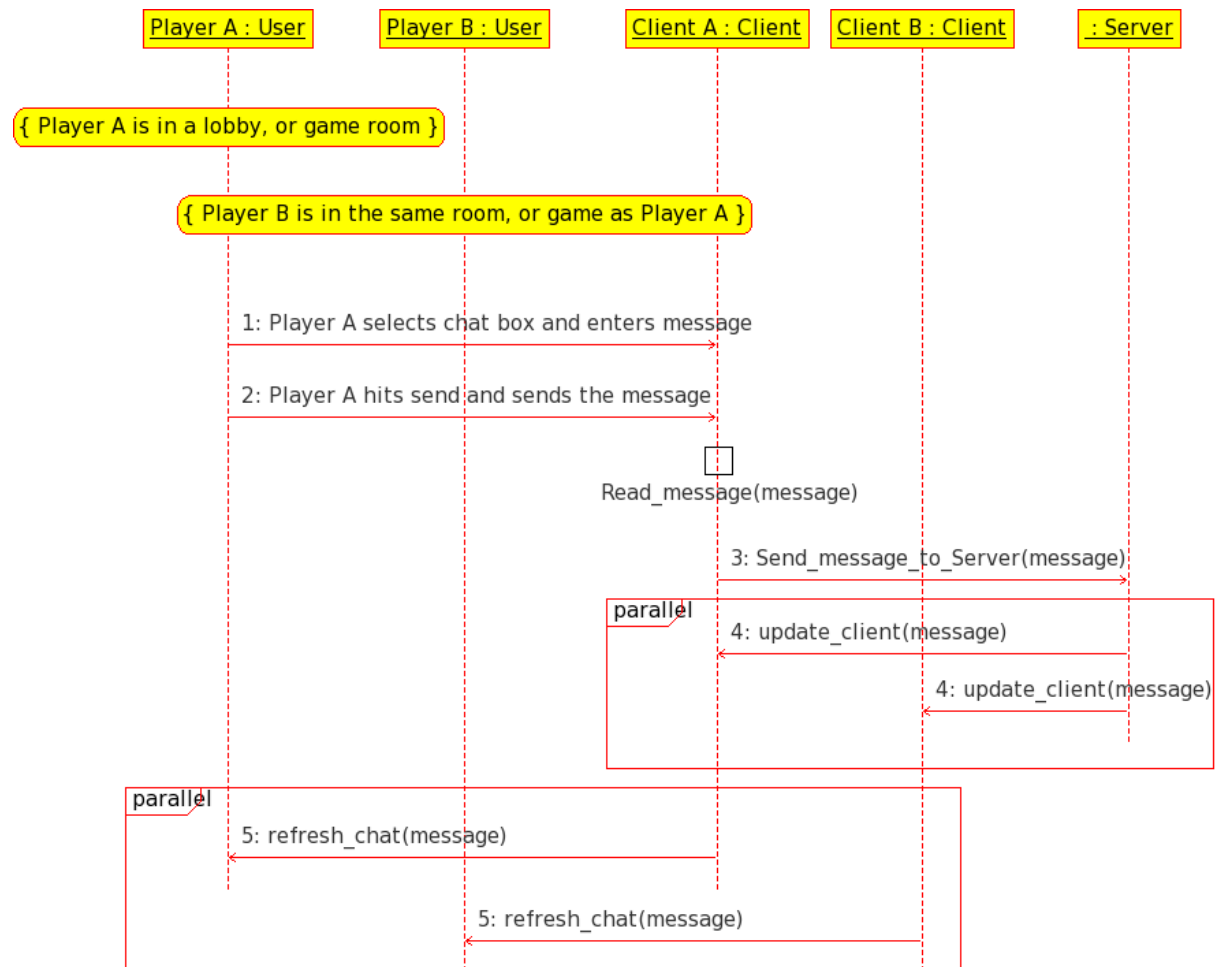 Player A : User
Player B : User
Client A : Client
Client B : Client
: Server
{ Player A is in a lobby, or game room }
{ Player B is in the same room, or game as Player A }
1: Player A selects chat box and enters message
2: Player A hits send and sends the message
Read_message(message)
3: Send_message_to_Server(message)
parallel
4: update_client(message)
4: update_client(message)
parallel
5: refresh_chat(message)
5: refresh_chat(message)